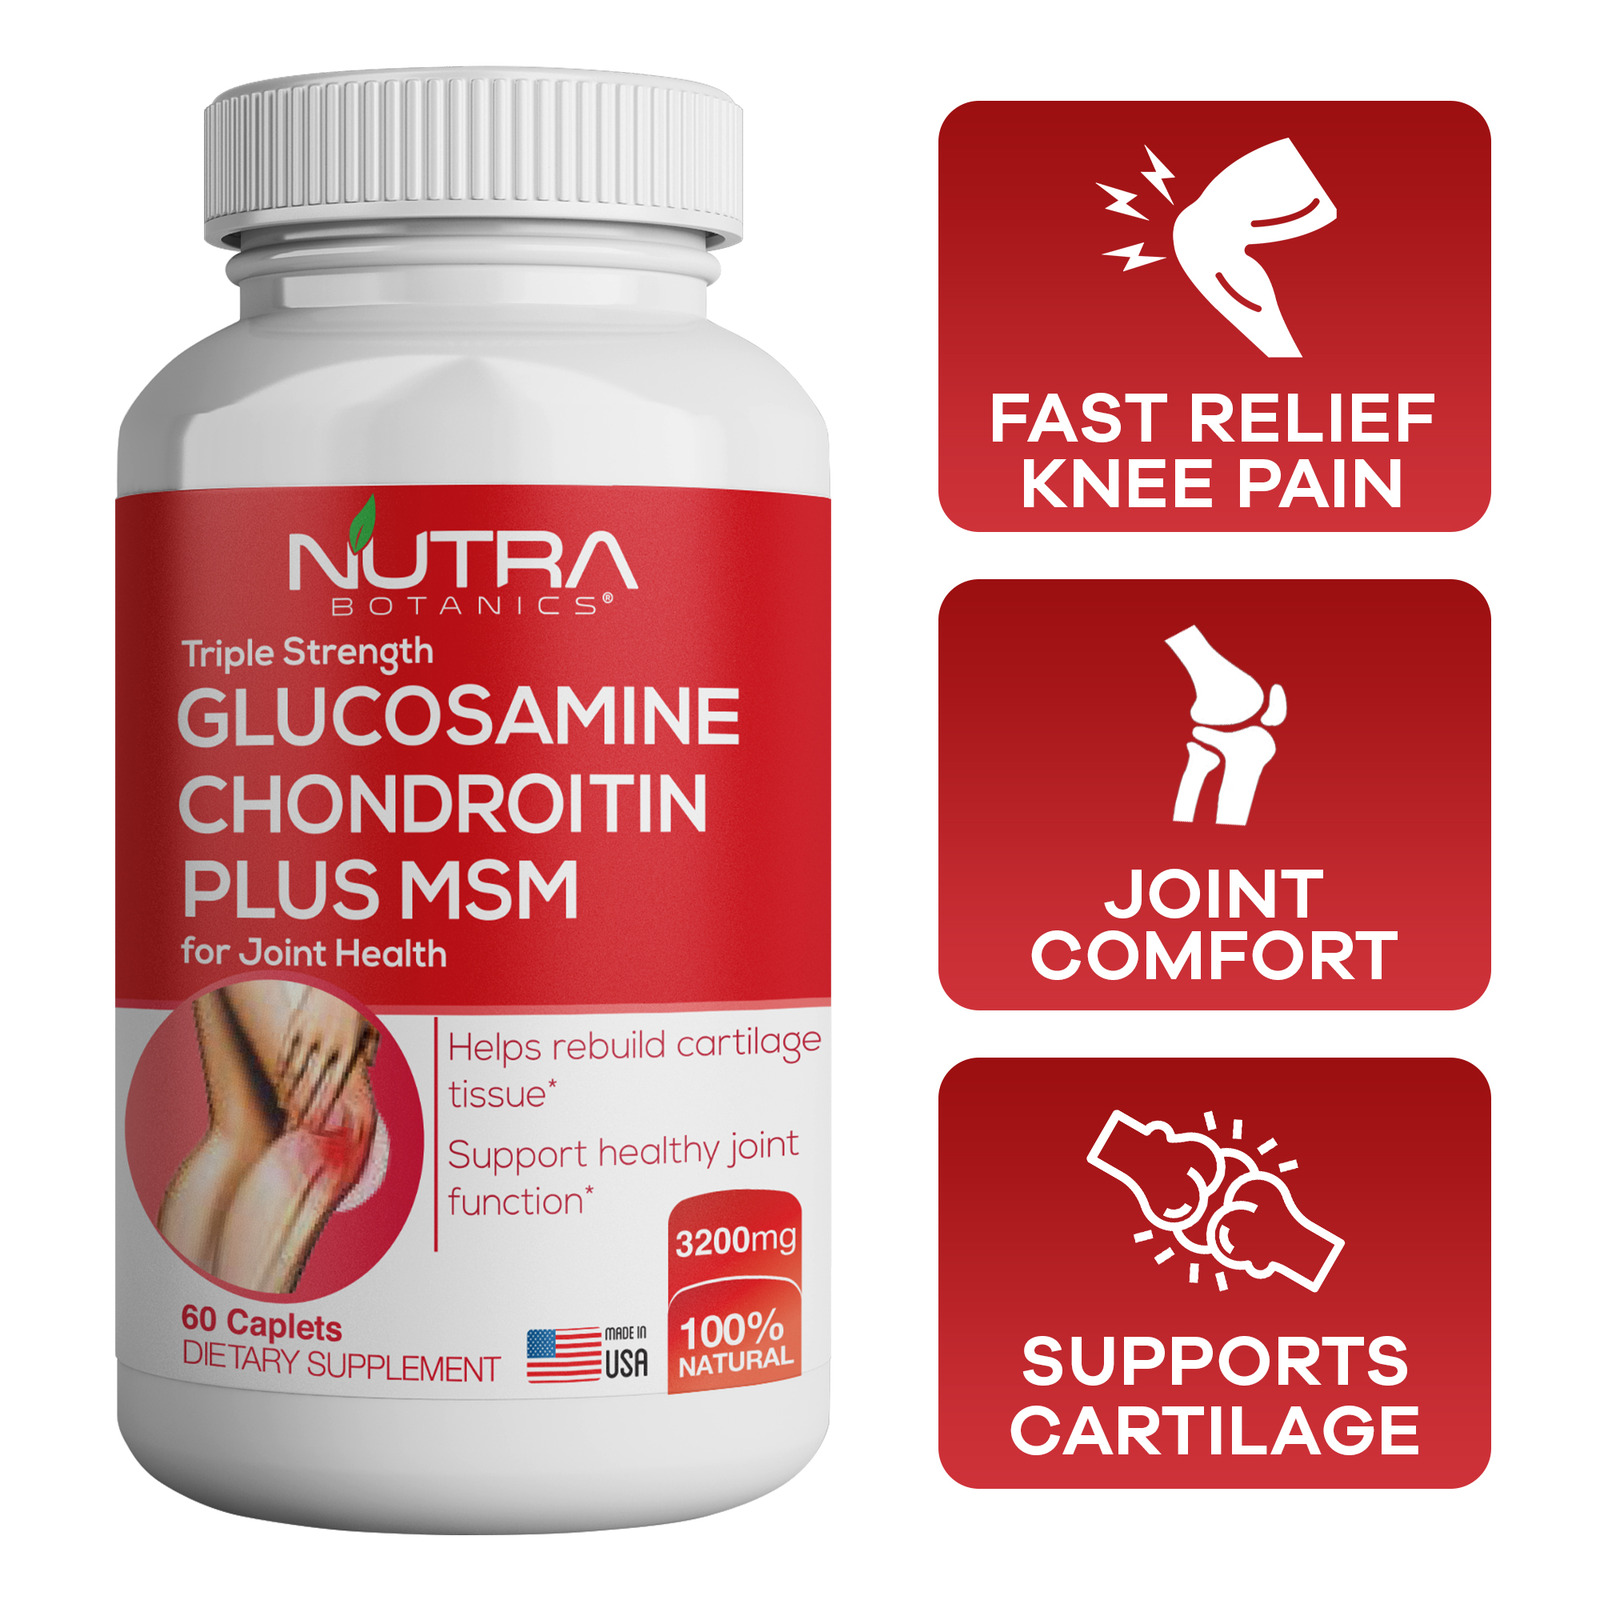 NUTRA
BOTANICS®
Triple Strength
GLUCOSAMINE
CHONDROITIN
PLUS MSM
for Joint Health
Helps rebuild cartilage
tissue*
Support healthy joint
function*
3200mg
100%
NATURAL
60 Caplets
DIETARY SUPPLEMENT
MADE IN
USA
FAST RELIEF
KNEE PAIN
JOINT
COMFORT
SUPPORTS
CARTILAGE